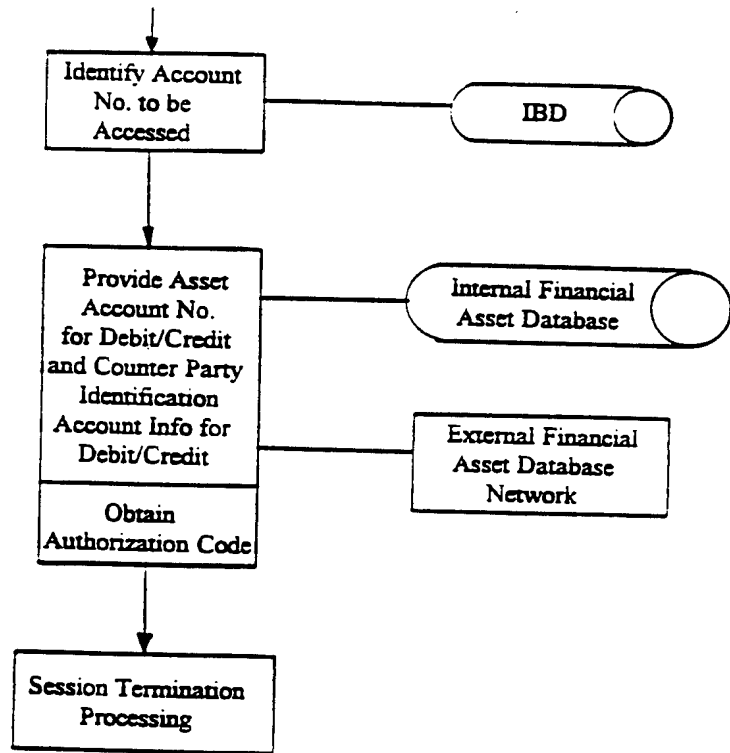 Identify Account
No. to be
Accessed
IBD
Provide Asset
Account No.
for Debit/Credit
and Counter Party
Identification
Account Info for
Debit/Credit
Internal Financial
Asset Database
External Financial
Asset Database
Network
Obtain
Authorization Code
Session Termination
Processing